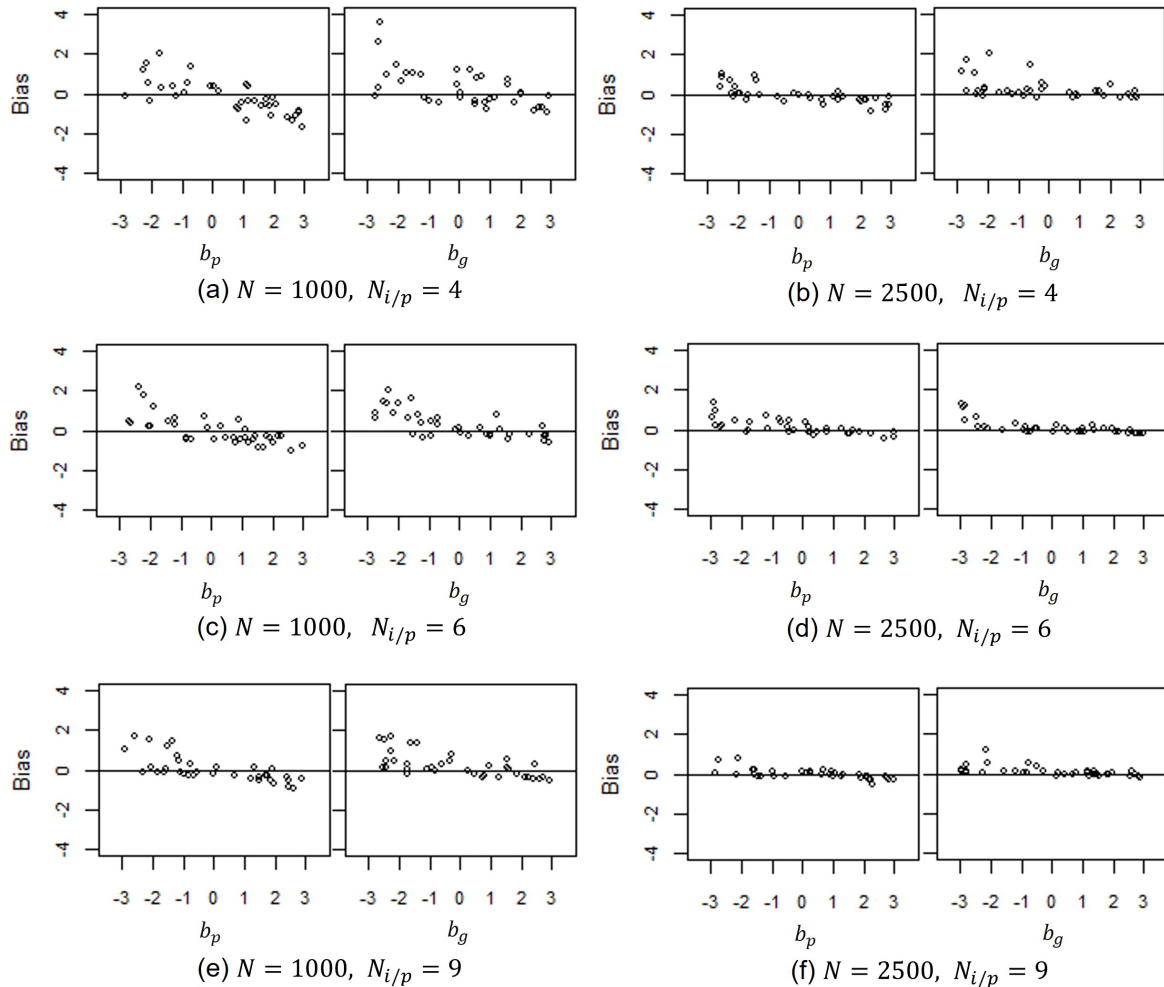 4
2
0
-2
-4
Bias
-3 -2 -1 0 1 2 3
-3 -2 -1 0 1 2 3
b_p
b_g
(a) N = 1000, N_{i/p} = 4
4
2
0
-2
-4
Bias
-3 -2 -1 0 1 2 3
-3 -2 -1 0 1 2 3
b_p
b_g
(b) N = 2500, N_{i/p} = 4
4
2
0
-2
-4
Bias
-3 -2 -1 0 1 2 3
-3 -2 -1 0 1 2 3
b_p
b_g
(c) N = 1000, N_{i/p} = 6
4
2
0
-2
-4
Bias
-3 -2 -1 0 1 2 3
-3 -2 -1 0 1 2 3
b_p
b_g
(d) N = 2500, N_{i/p} = 6
4
2
0
-2
-4
Bias
-3 -2 -1 0 1 2 3
-3 -2 -1 0 1 2 3
b_p
b_g
(e) N = 1000, N_{i/p} = 9
4
2
0
-2
-4
Bias
-3 -2 -1 0 1 2 3
-3 -2 -1 0 1 2 3
b_p
b_g
(f) N = 2500, N_{i/p} = 9